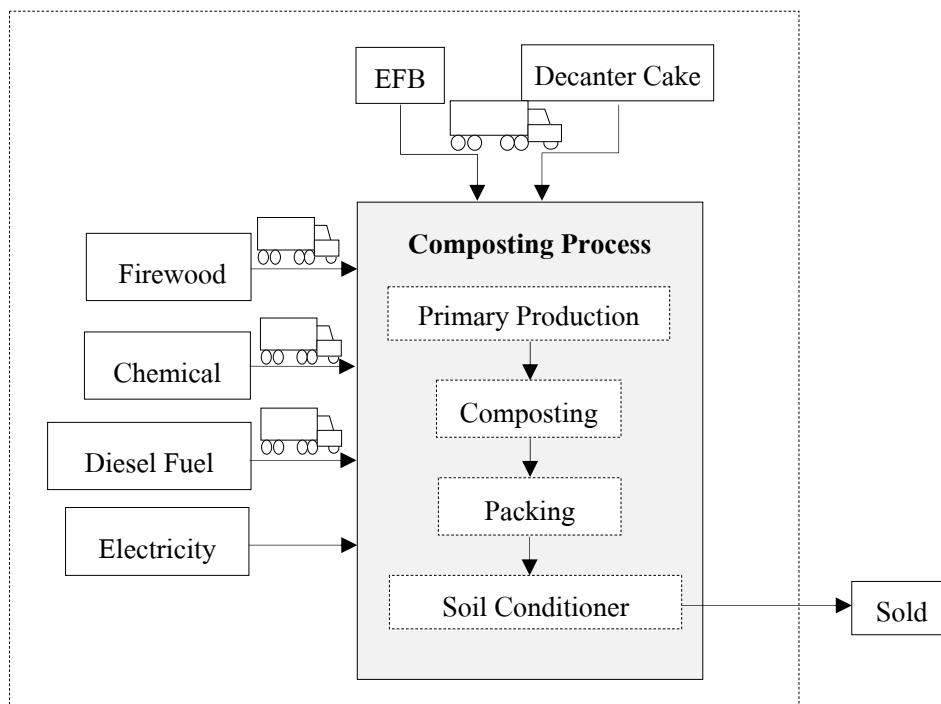 EFB
Decanter Cake
Composting Process
Firewood
Primary Production
Chemical
Composting
Diesel Fuel
Packing
Electricity
Soil Conditioner
Sold